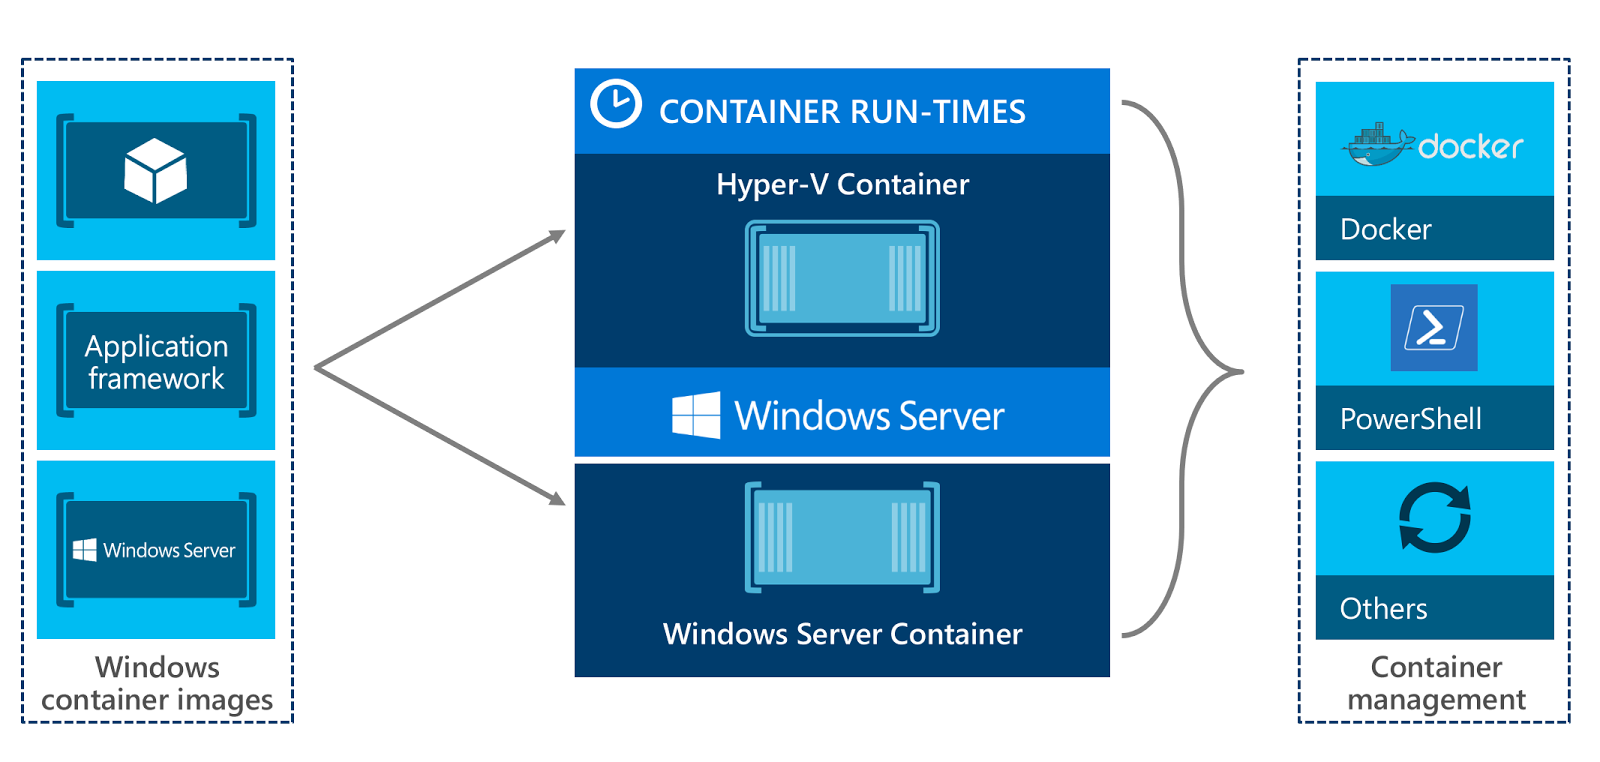 Application
framework
Windows Server
Windows
container images
CONTAINER RUN-TIMES
Hyper-V Container
Windows Server
Windows Server Container
docker
Docker
PowerShell
Others
Container
management